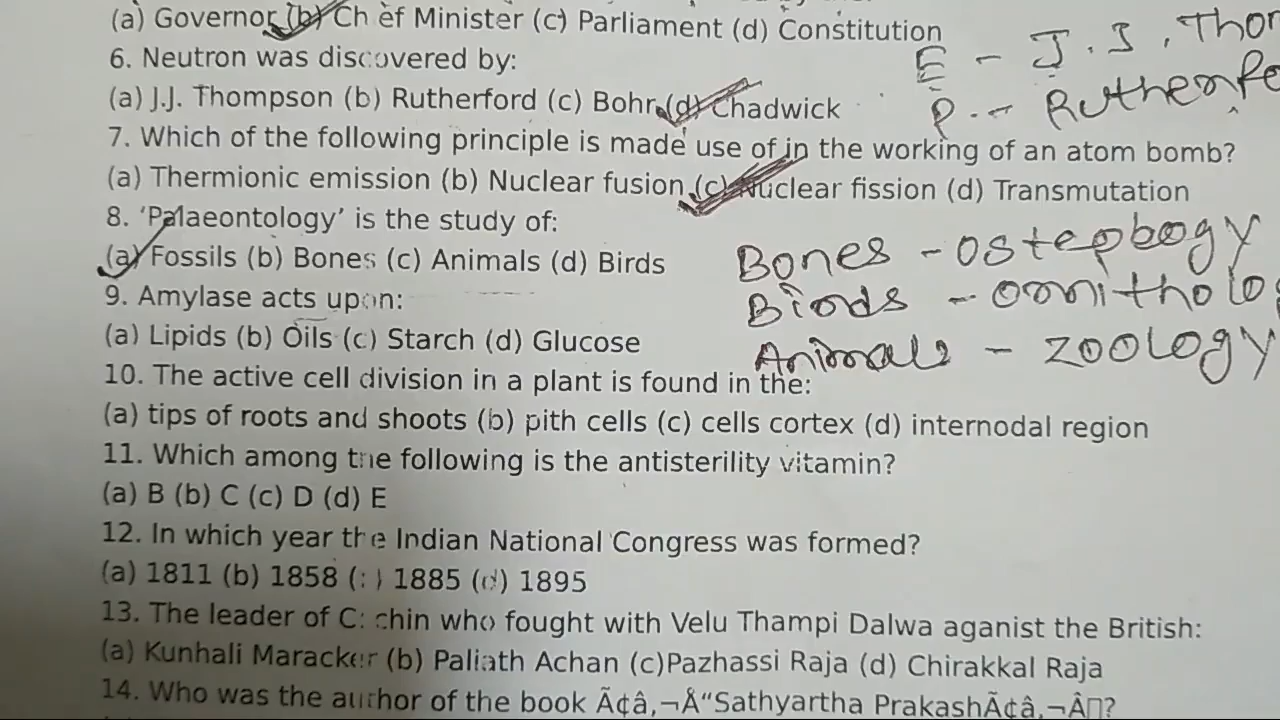 (a) Governor (b) Chief Minister (c) Parliament (d) Constitution
E - J.J. Thom
6. Neutron was discovered by:
(a) J.J. Thompson (b) Rutherford (c) Bohr (d) Chadwick
P - Rutherfo
7. Which of the following principle is made use of in the working of an atom bomb?
(a) Thermionic emission (b) Nuclear fusion (c) Nuclear fission (d) Transmutation
8. ‘Palaeontology’ is the study of:
(a) Fossils (b) Bones (c) Animals (d) Birds
Bones - Osteology
9. Amylase acts upon:
Birds - ornitholog
(a) Lipids (b) Oils (c) Starch (d) Glucose
Animals - zoology
10. The active cell division in a plant is found in the:
(a) tips of roots and shoots (b) pith cells (c) cells cortex (d) internodal region
11. Which among the following is the antisterility vitamin?
(a) B (b) C (c) D (d) E
12. In which year the Indian National Congress was formed?
(a) 1811 (b) 1858 (c) 1885 (d) 1895
13. The leader of Cochin who fought with Velu Thampi Dalwa aganist the British:
(a) Kunhali Maracker (b) Paliath Achan (c)Pazhassi Raja (d) Chirakkal Raja
14. Who was the author of the book Ã¢â‚¬Å“Sathyartha PrakashÃ¢â‚¬Â▯?